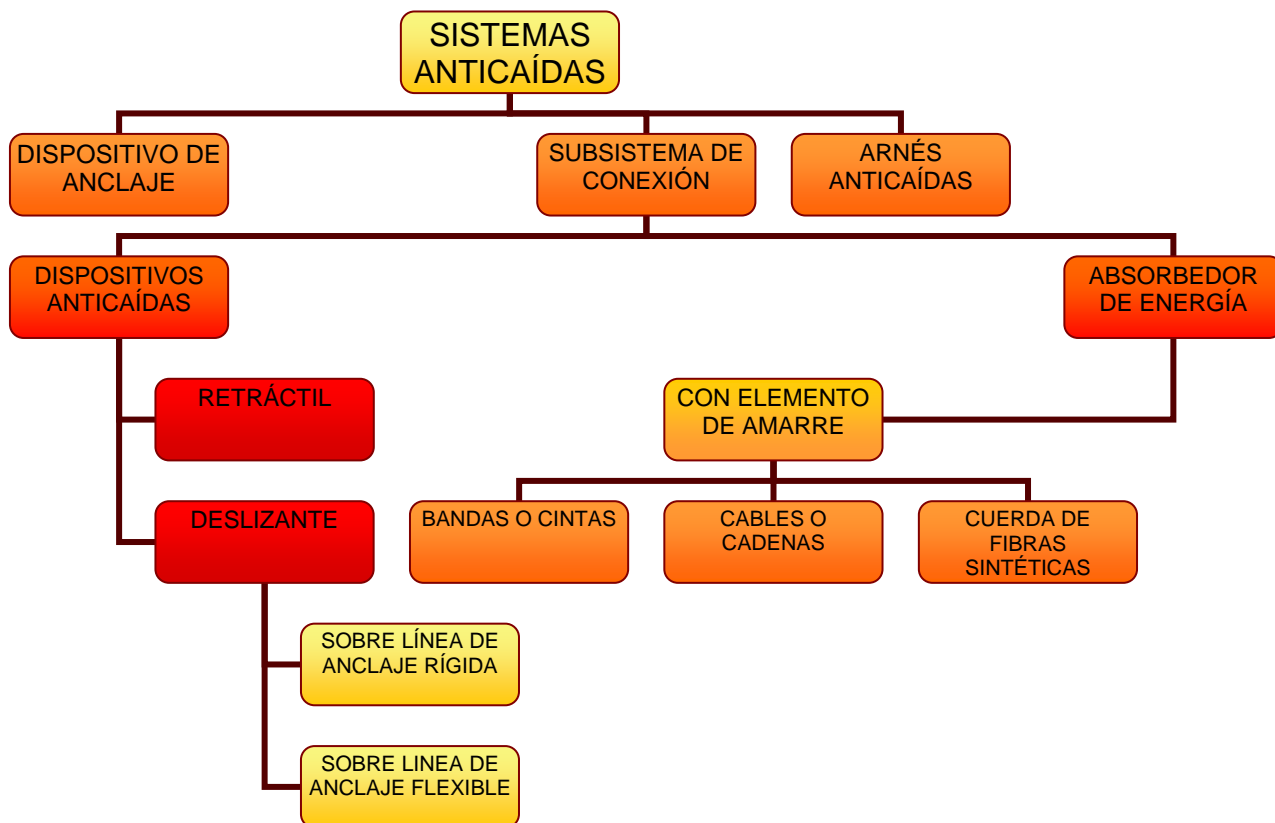 SISTEMAS
ANTICAÍDAS
DISPOSITIVO DE
ANCLAJE
SUBSISTEMA DE
CONEXIÓN
ARNÉS
ANTICAÍDAS
DISPOSITIVOS
ANTICAÍDAS
ABSORBEDOR
DE ENERGÍA
RETRÁCTIL
CON ELEMENTO
DE AMARRE
DESLIZANTE
BANDAS O CINTAS
CABLES O
CADENAS
CUERDA DE
FIBRAS
SINTÉTICAS
SOBRE LÍNEA DE
ANCLAJE RÍGIDA
SOBRE LINEA DE
ANCLAJE FLEXIBLE